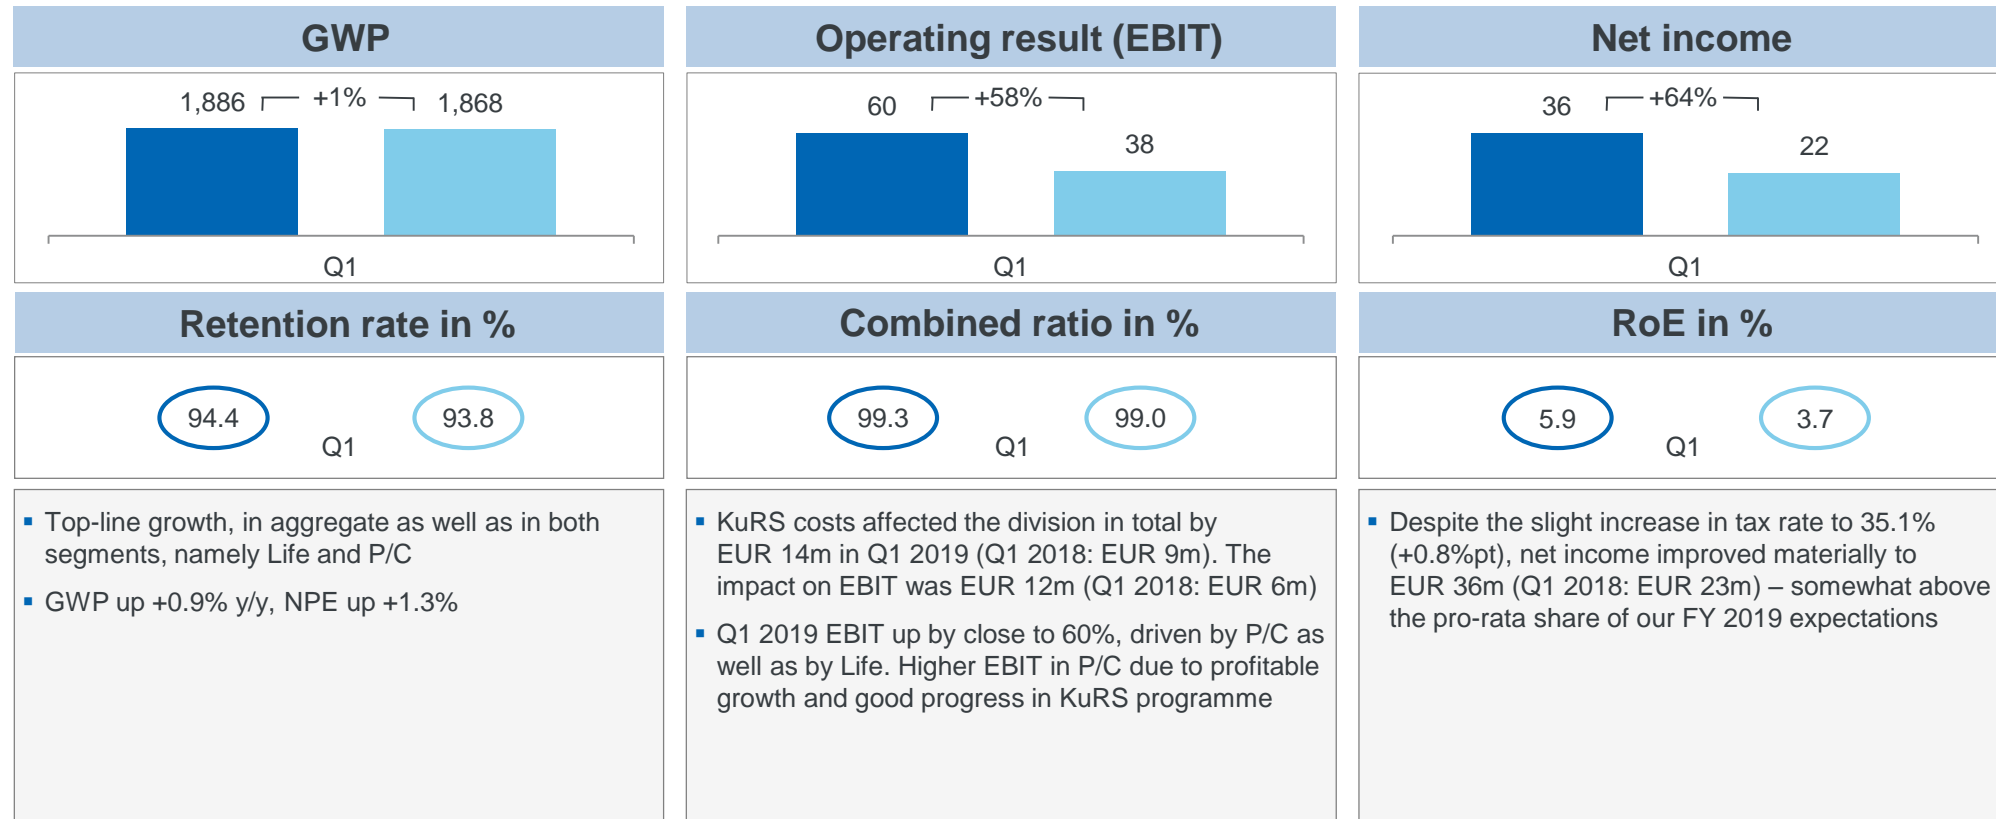 GWP
1,886 +1% 1,868
Q1
Operating result (EBIT)
60 +58% 38
Q1
Net income
36 +64% 22
Q1
Retention rate in %
94.4 93.8
Q1
Combined ratio in %
99.3 99.0
Q1
RoE in %
5.9 3.7
Q1
▪ Top-line growth, in aggregate as well as in both
segments, namely Life and P/C
▪ GWP up +0.9% y/y, NPE up +1.3%
▪ KuRS costs affected the division in total by
EUR 14m in Q1 2019 (Q1 2018: EUR 9m). The
impact on EBIT was EUR 12m (Q1 2018: EUR 6m)
▪ Q1 2019 EBIT up by close to 60%, driven by P/C as
well as by Life. Higher EBIT in P/C due to profitable
growth and good progress in KuRS programme
▪ Despite the slight increase in tax rate to 35.1%
(+0.8%pt), net income improved materially to
EUR 36m (Q1 2018: EUR 23m) – somewhat above
the pro-rata share of our FY 2019 expectations